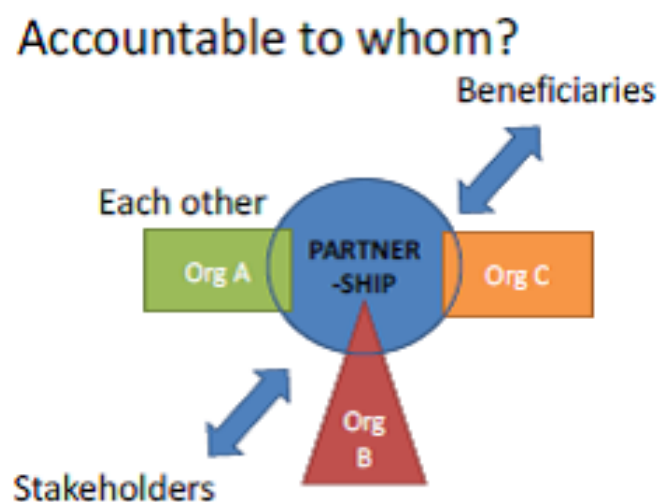 Accountable to whom?
Beneficiaries
Each other
Org A
PARTNER
-SHIP
Org C
Org
B
Stakeholders